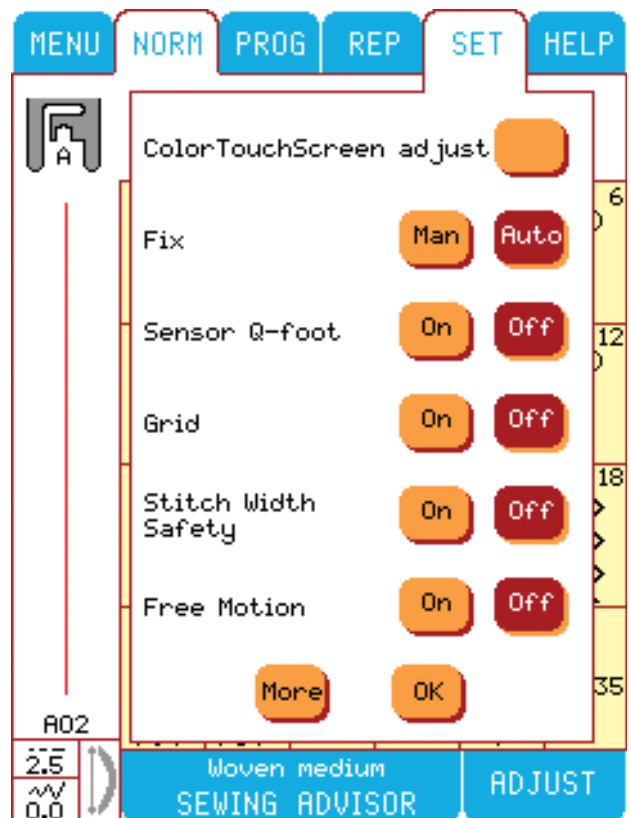 MENU NORM PROG REP SET HELP
A
ColorTouchScreen adjust
6
Fix Man Auto
Sensor Q-foot On Off
12
Grid On Off
18
Stitch Width
Safety On Off
Free Motion On Off
More OK
35
A02
2.5
0.0
Woven medium
SEWING ADVISOR
ADJUST